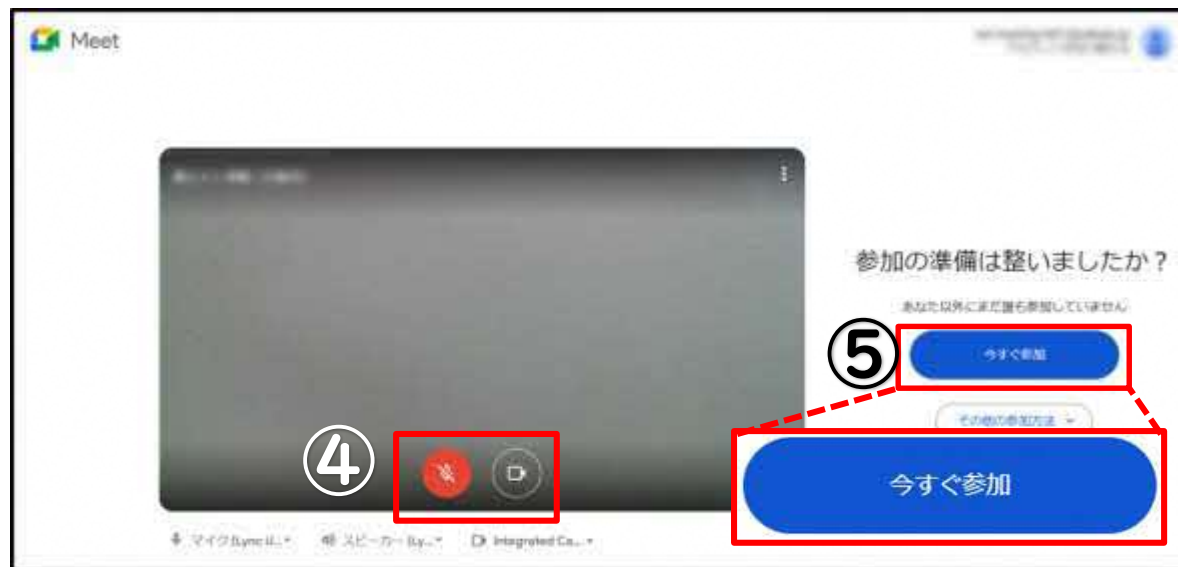 Meet
参加の準備は整いましたか？
あなた以外にまだ誰も参加していません
⑤
今すぐ参加
その他の参加方法
④
今すぐ参加
マイク (Lync
スピーカー (Ly...
Integrated Ca...